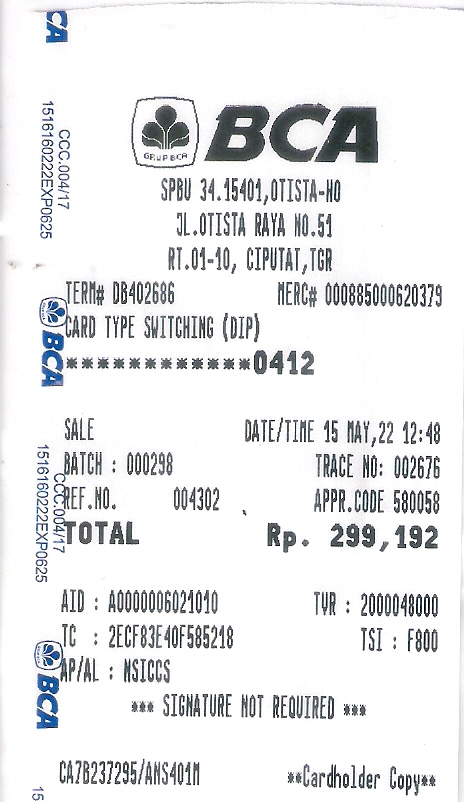 GRUP BCA
BCA
SPBU 34.15401,OTISTA-NO
JL.OTISTA RAYA NO.51
RT.01-10, CIPUTAT,TGR
TERM# DB402686 MERC# 000885000620379
CARD TYPE SWITCHING (DIP)
************0412
SALE DATE/TIME 15 MAY,22 12:48
BATCH : 000298 TRACE NO: 002676
REF.NO. 004302 APPR.CODE 580058
TOTAL Rp. 299,192
AID : A0000006021010 TVR : 2000048000
TC : 2ECF83E40F585218 TSI : F800
AP/AL : NSICCS
*** SIGNATURE NOT REQUIRED ***
CA7B237295/ANS401M **Cardholder Copy**
CA
CCC.004/17
1516160222EXP0625
BCA
CCC.004/17
1516160222EXP0625
BCA
15